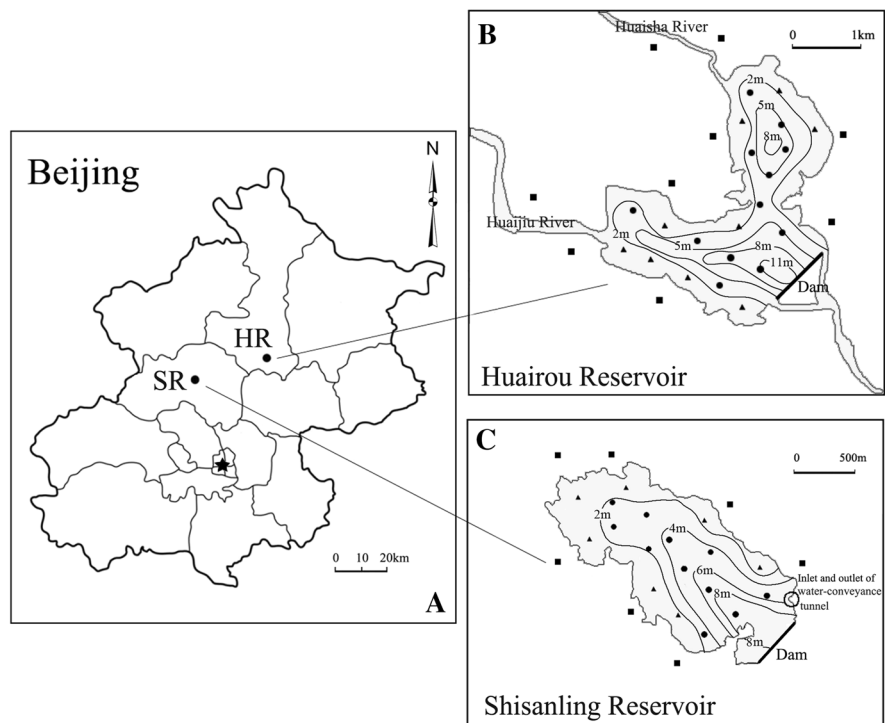 Beijing
N
HR
SR
0 10 20km
A
B
Huaisha River
0 1km
2m
5m
8m
Huaijiu River
2m
5m
8m
11m
Dam
Huairou Reservoir
C
0 500m
2m
4m
6m
8m
Inlet and outlet of
water-conveyance
tunnel
8m
Dam
Shisanling Reservoir